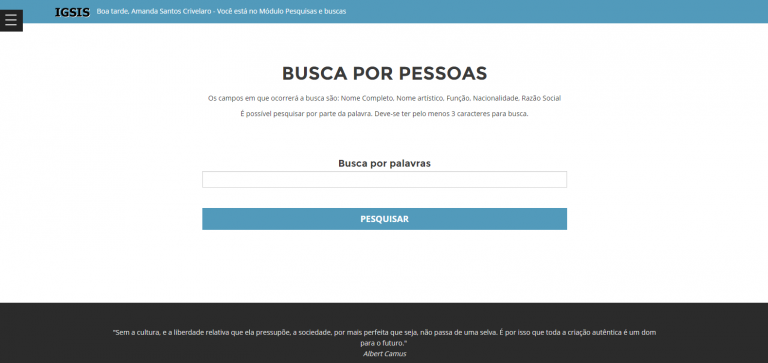 IGSIS Boa tarde, Amanda Santos Crivelaro - Você está no Módulo Pesquisas e buscas
BUSCA POR PESSOAS
Os campos em que ocorrerá a busca são: Nome Completo, Nome artístico, Função, Nacionalidade, Razão Social
É possível pesquisar por parte da palavra. Deve-se ter pelo menos 3 caracteres para busca.
Busca por palavras
PESQUISAR
"Sem a cultura, e a liberdade relativa que ela pressupõe, a sociedade, por mais perfeita que seja, não passa de uma selva. É por isso que toda a criação autêntica é um dom
para o futuro."
Albert Camus